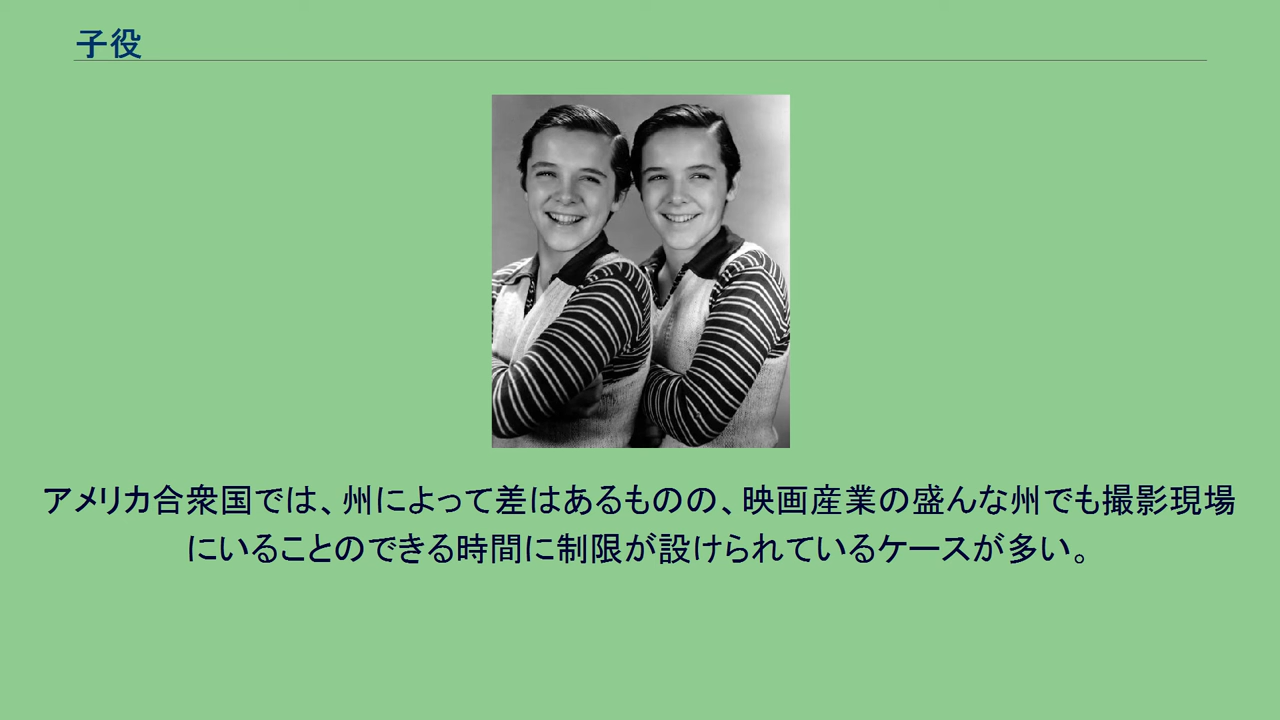 子役
アメリカ合衆国では、州によって差はあるものの、映画産業の盛んな州でも撮影現場
にいることのできる時間に制限が設けられているケースが多い。